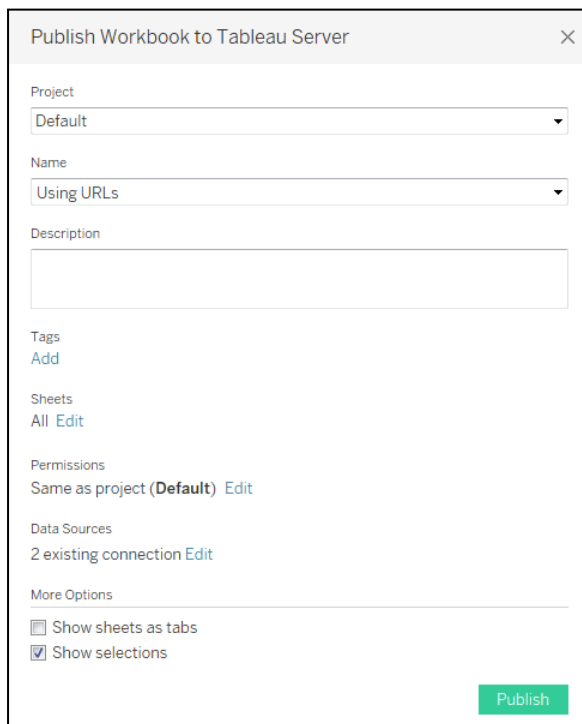 Publish Workbook to Tableau Server
Project
Default
Name
Using URLs
Description
Tags
Add
Sheets
All Edit
Permissions
Same as project (Default) Edit
Data Sources
2 existing connection Edit
More Options
Show sheets as tabs
Show selections
Publish